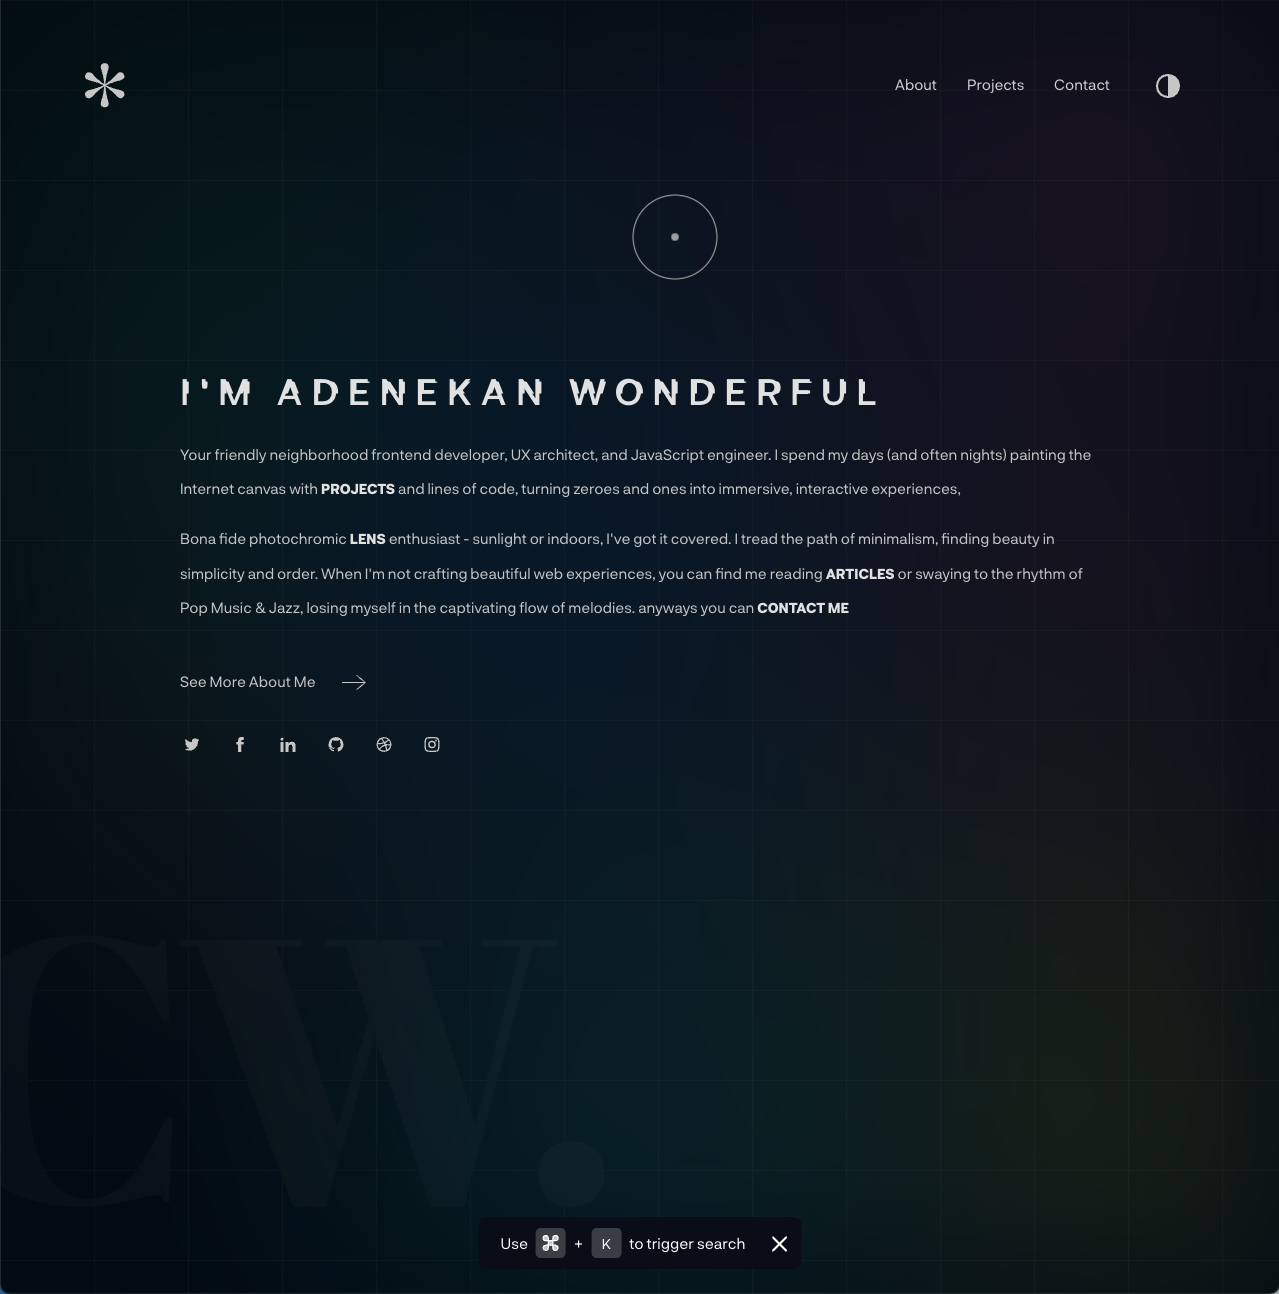 About Projects Contact
I'M ADENEKAN WONDERFUL
Your friendly neighborhood frontend developer, UX architect, and JavaScript engineer. I spend my days (and often nights) painting the
Internet canvas with PROJECTS and lines of code, turning zeroes and ones into immersive, interactive experiences,
Bona fide photochromic LENS enthusiast - sunlight or indoors, I've got it covered. I tread the path of minimalism, finding beauty in
simplicity and order. When I'm not crafting beautiful web experiences, you can find me reading ARTICLES or swaying to the rhythm of
Pop Music & Jazz, losing myself in the captivating flow of melodies. anyways you can CONTACT ME
See More About Me
CW.
Use ⌘ + K to trigger search